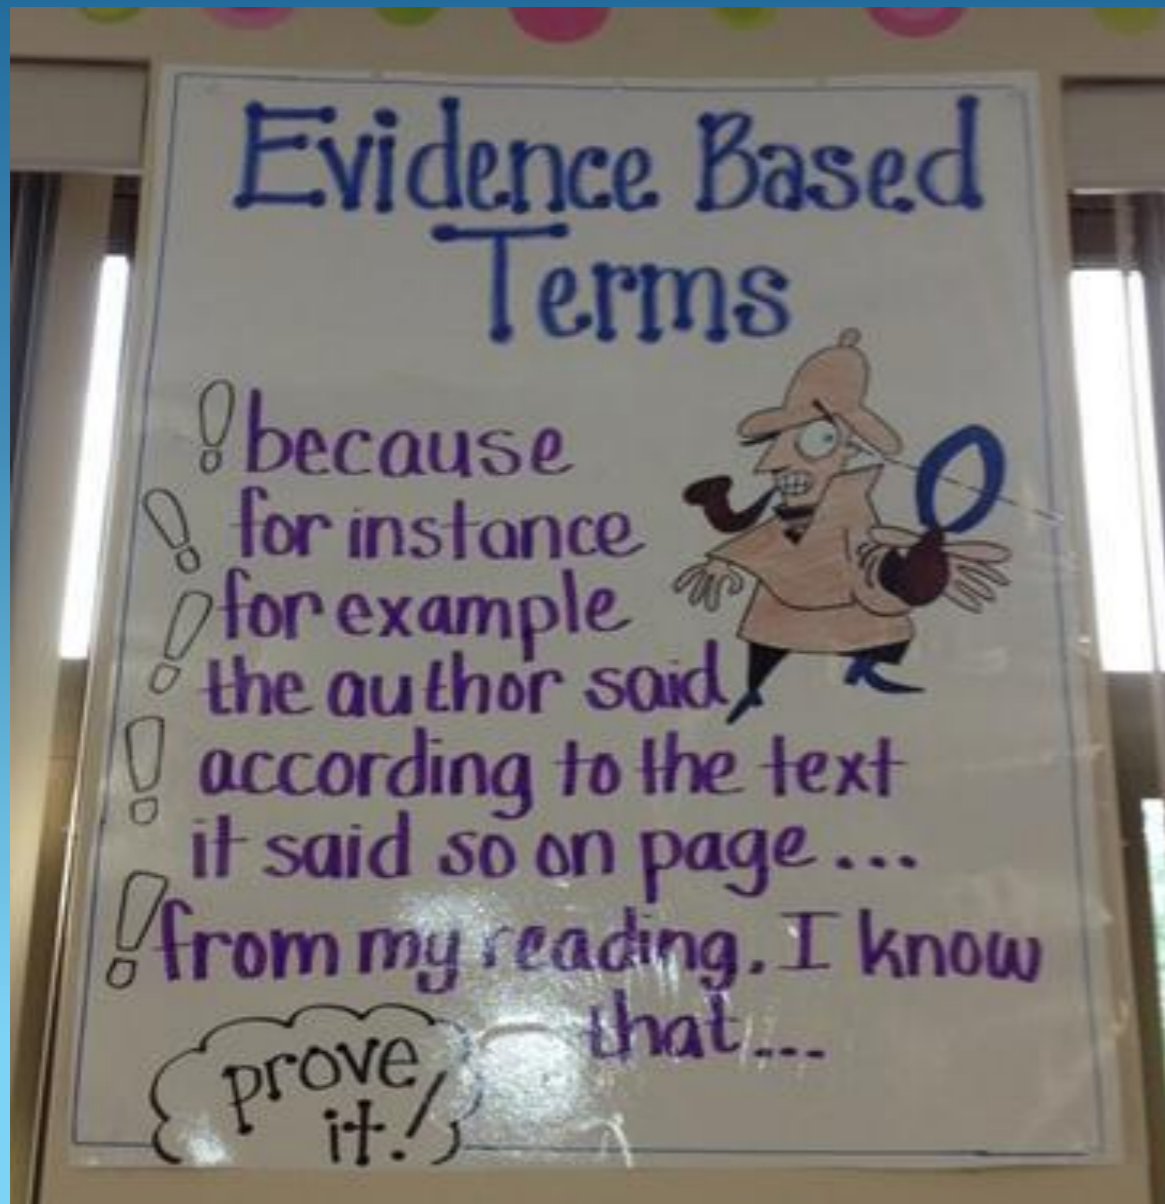 Evidence Based
Terms
because
for instance
for example
the author said
according to the text
it said so on page...
from my reading, I know
that...
prove
it!